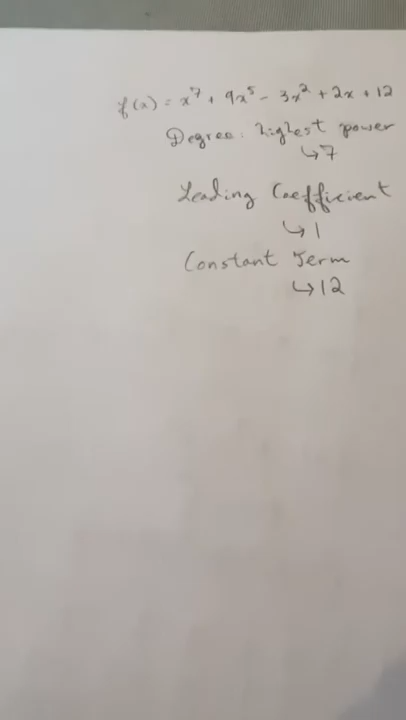 f(x) = x⁷ + 9x⁵ - 3x² + 2x + 12
Degree: highest power
↳ 7
Leading Coefficient
↳ 1
Constant Term
↳ 12